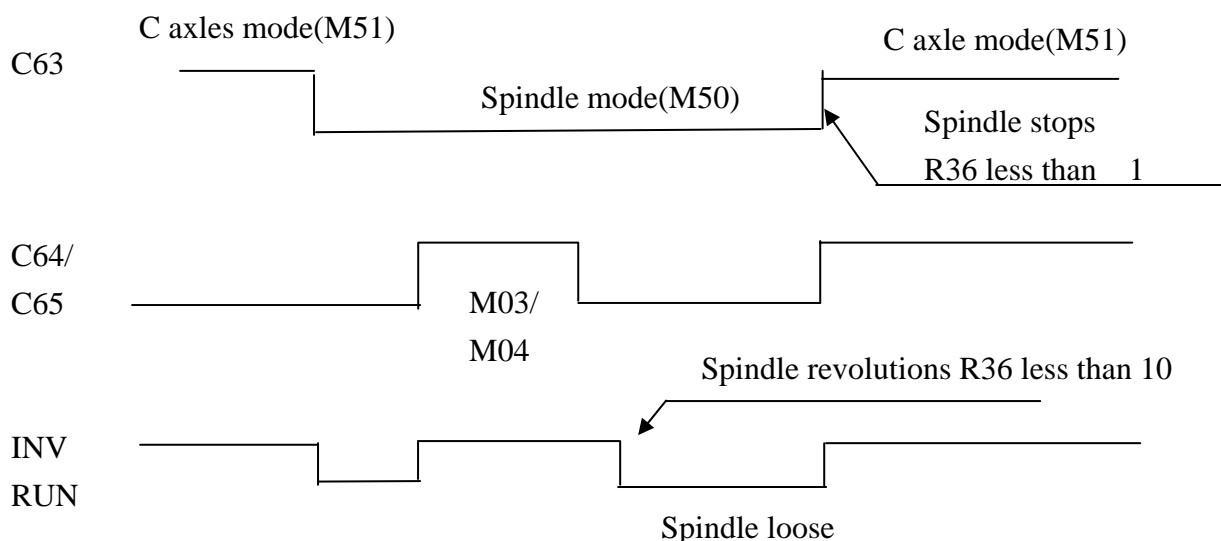 C axles mode(M51)
C63
C axle mode(M51)
Spindle mode(M50)
Spindle stops
R36 less than 1
C64/
C65
M03/
M04
Spindle revolutions R36 less than 10
INV
RUN
Spindle loose